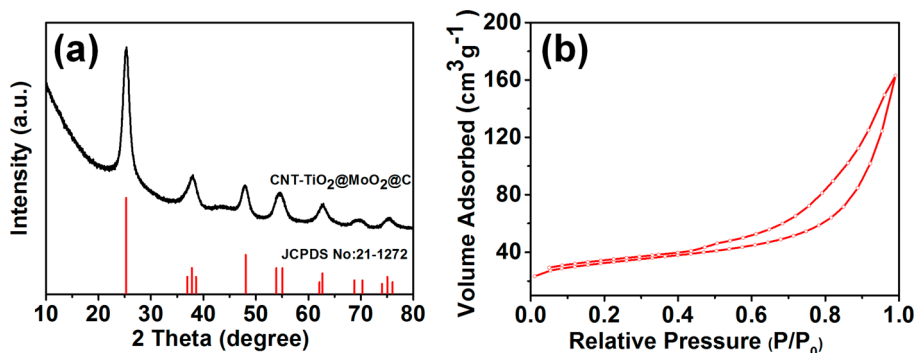 (a)
Intensity (a.u.)
CNT-TiO₂@MoO₂@C
JCPDS No:21-1272
10 20 30 40 50 60 70 80
2 Theta (degree)
(b)
Volume Adsorbed (cm³g⁻¹)
200
160
120
80
40
0.0 0.2 0.4 0.6 0.8 1.0
Relative Pressure (P/P₀)